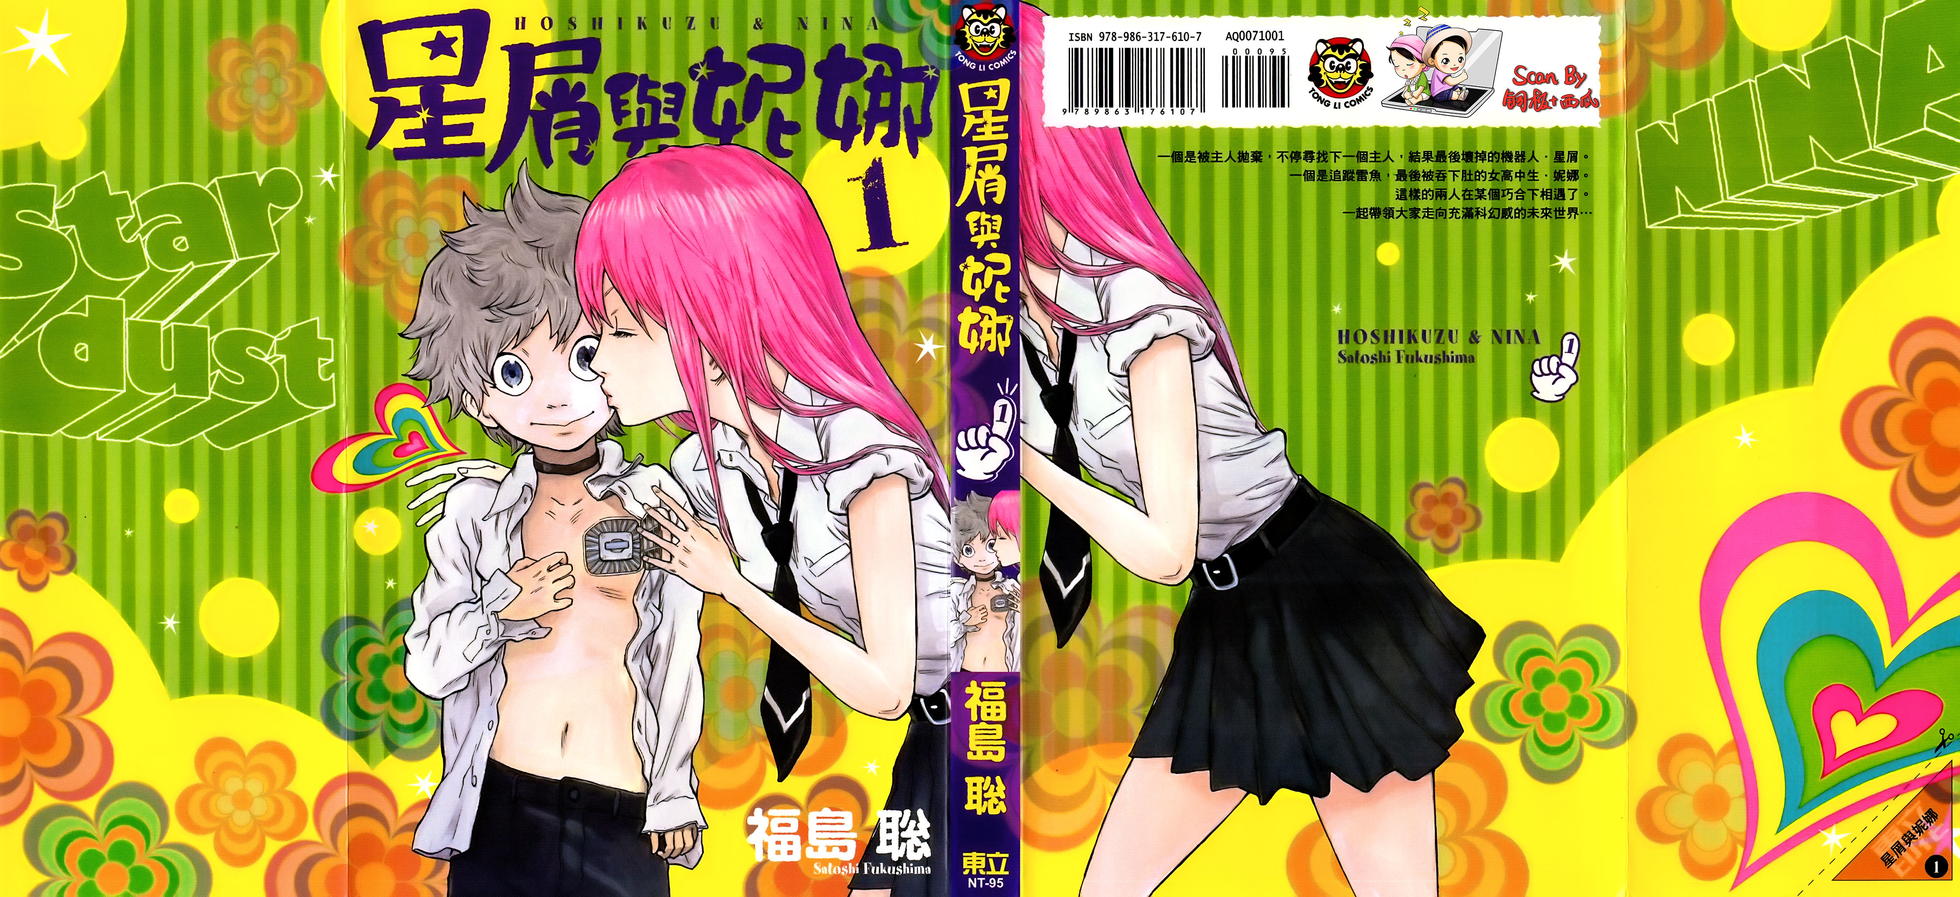 Star
dust
HOSHIKUZU & NINA
星屑與妮娜
1
福島 聡
Satoshi Fukushima
TONG LI COMICS
星屑與妮娜
1
福島 聡
東立
NT-95
ISBN 978-986-317-610-7
AQ0071001
00095
9 789863 176107
TONG LI COMICS
Scan By
一個是被主人拋棄，不停尋找下一個主人，結果最後壞掉的機器人．星屑。
一個是追蹤雷魚，最後被吞下肚的女高中生．妮娜。
這樣的兩人在某個巧合下相遇了。
一起帶領大家走向充滿科幻感的未來世界…
HOSHIKUZU & NINA
Satoshi Fukushima
1
NINA
星屑與妮娜
1